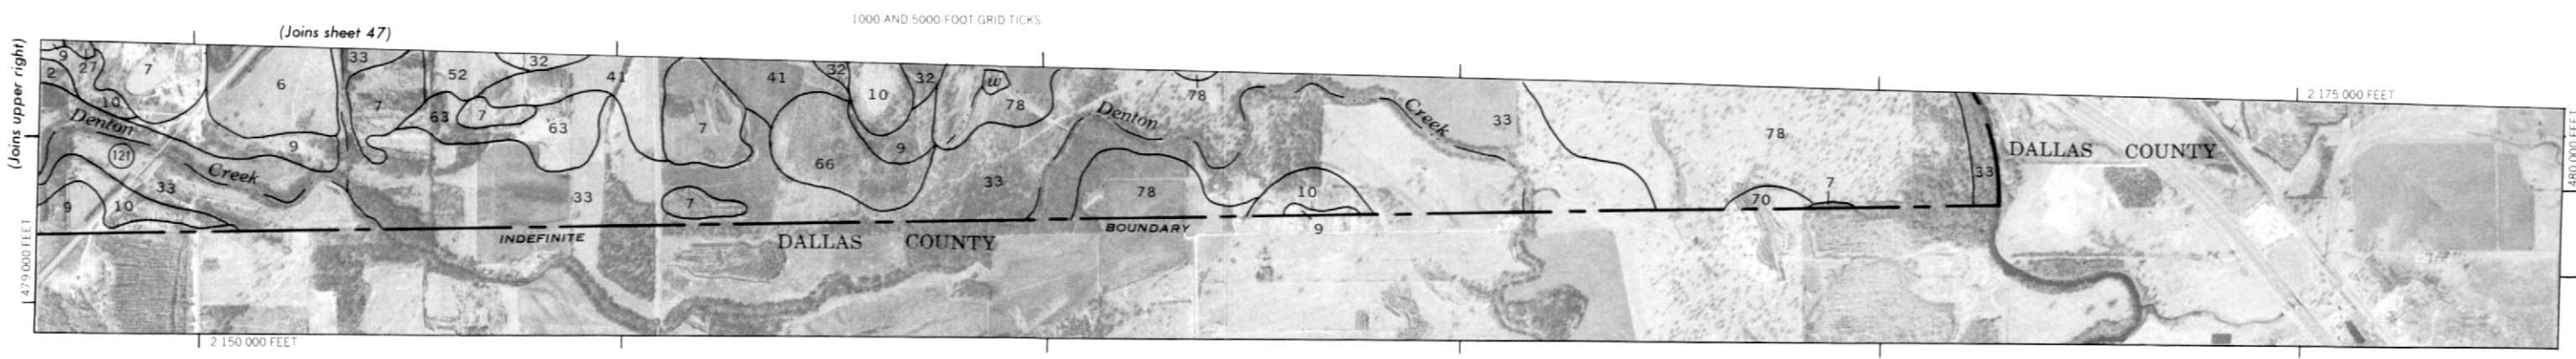 1000 AND 5000 FOOT GRID TICKS
(Joins sheet 47)
(Joins upper right)
2 175 000 FEET
480 000 FEET
479 000 FEET
2 150 000 FEET
9
27
7
2
10
6
33
7
52
32
41
63
7
63
41
32
10
32
w
78
78
33
78
Denton
Creek
121
9
33
9
10
33
7
7
66
9
33
Denton
Creek
78
10
9
70
7
33
DALLAS COUNTY
INDEFINITE
DALLAS COUNTY
BOUNDARY